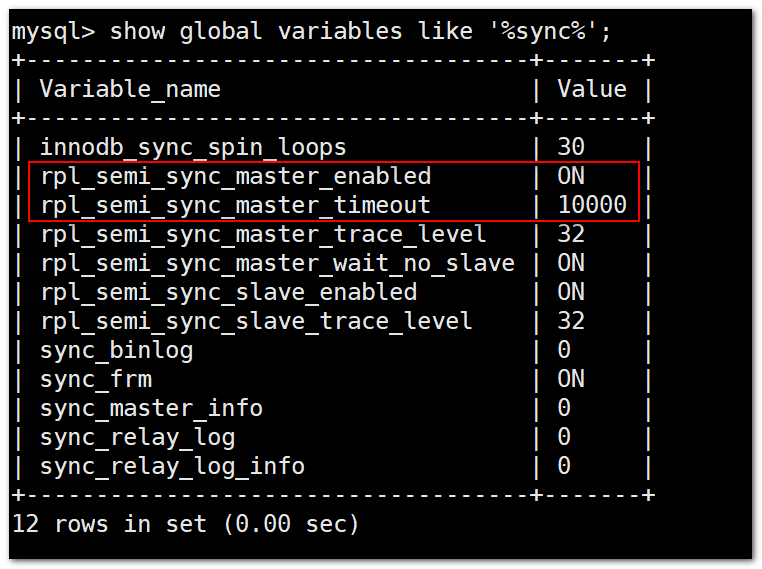 mysql> show global variables like '%sync%';
+------------------------------------+-------+
| Variable_name                      | Value |
+------------------------------------+-------+
| innodb_sync_spin_loops             | 30    |
| rpl_semi_sync_master_enabled       | ON    |
| rpl_semi_sync_master_timeout       | 10000 |
| rpl_semi_sync_master_trace_level   | 32    |
| rpl_semi_sync_master_wait_no_slave | ON    |
| rpl_semi_sync_slave_enabled        | ON    |
| rpl_semi_sync_slave_trace_level    | 32    |
| sync_binlog                        | 0     |
| sync_frm                           | ON    |
| sync_master_info                   | 0     |
| sync_relay_log                     | 0     |
| sync_relay_log_info                | 0     |
+------------------------------------+-------+
12 rows in set (0.00 sec)